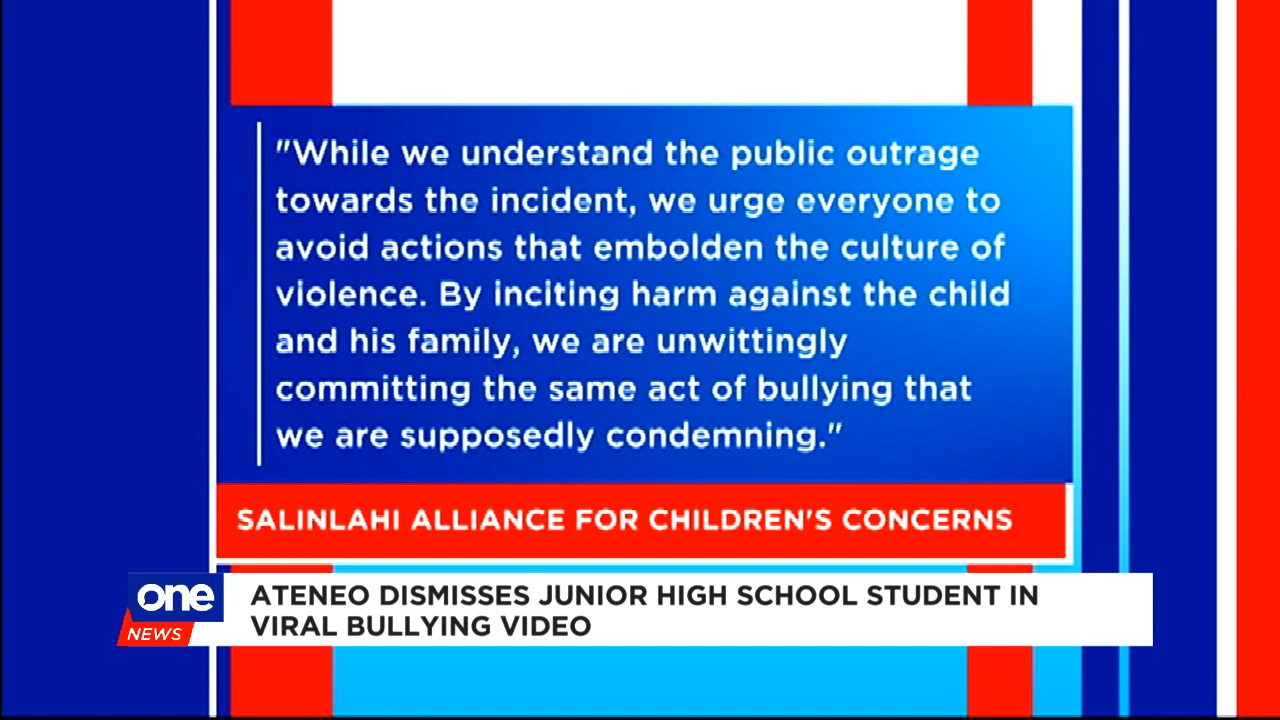 "While we understand the public outrage
towards the incident, we urge everyone to
avoid actions that embolden the culture of
violence. By inciting harm against the child
and his family, we are unwittingly
committing the same act of bullying that
we are supposedly condemning."
SALINLAHI ALLIANCE FOR CHILDREN'S CONCERNS
one
NEWS
ATENEO DISMISSES JUNIOR HIGH SCHOOL STUDENT IN
VIRAL BULLYING VIDEO